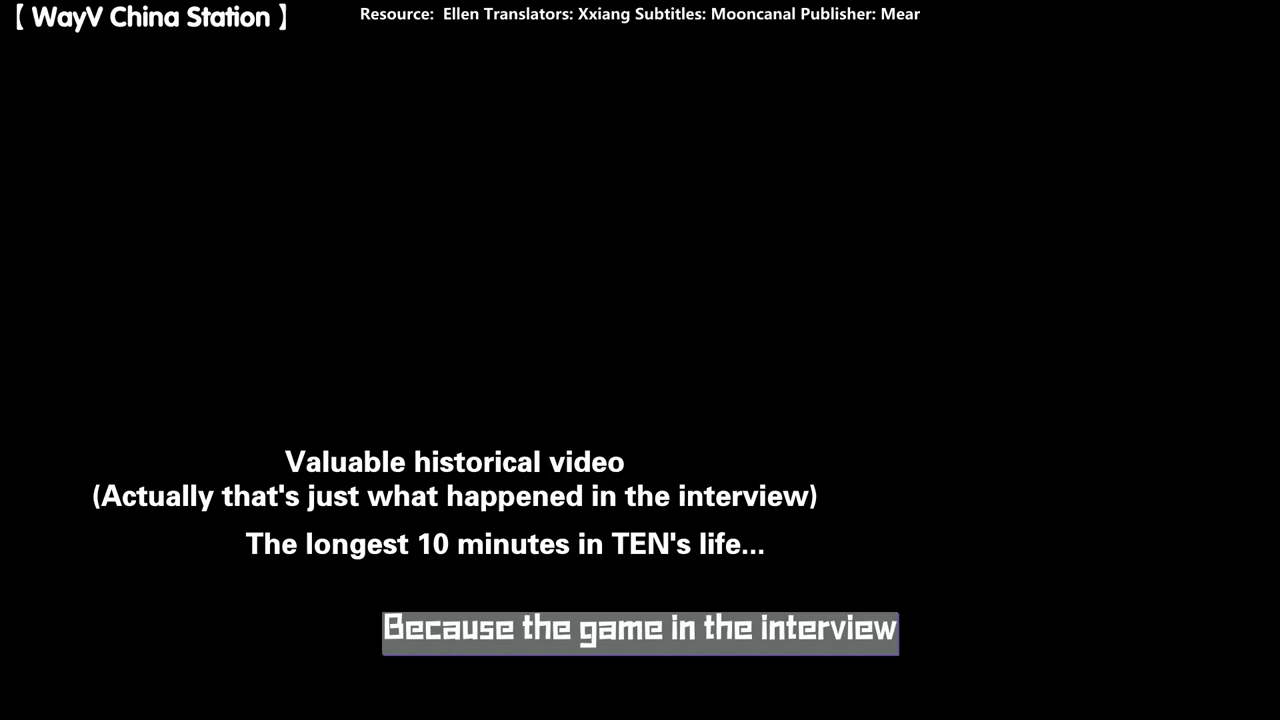 【 WayV China Station 】
Resource: Ellen Translators: Xxiang Subtitles: Mooncanal Publisher: Mear
Valuable historical video
(Actually that's just what happened in the interview)
The longest 10 minutes in TEN's life...
Because the game in the interview